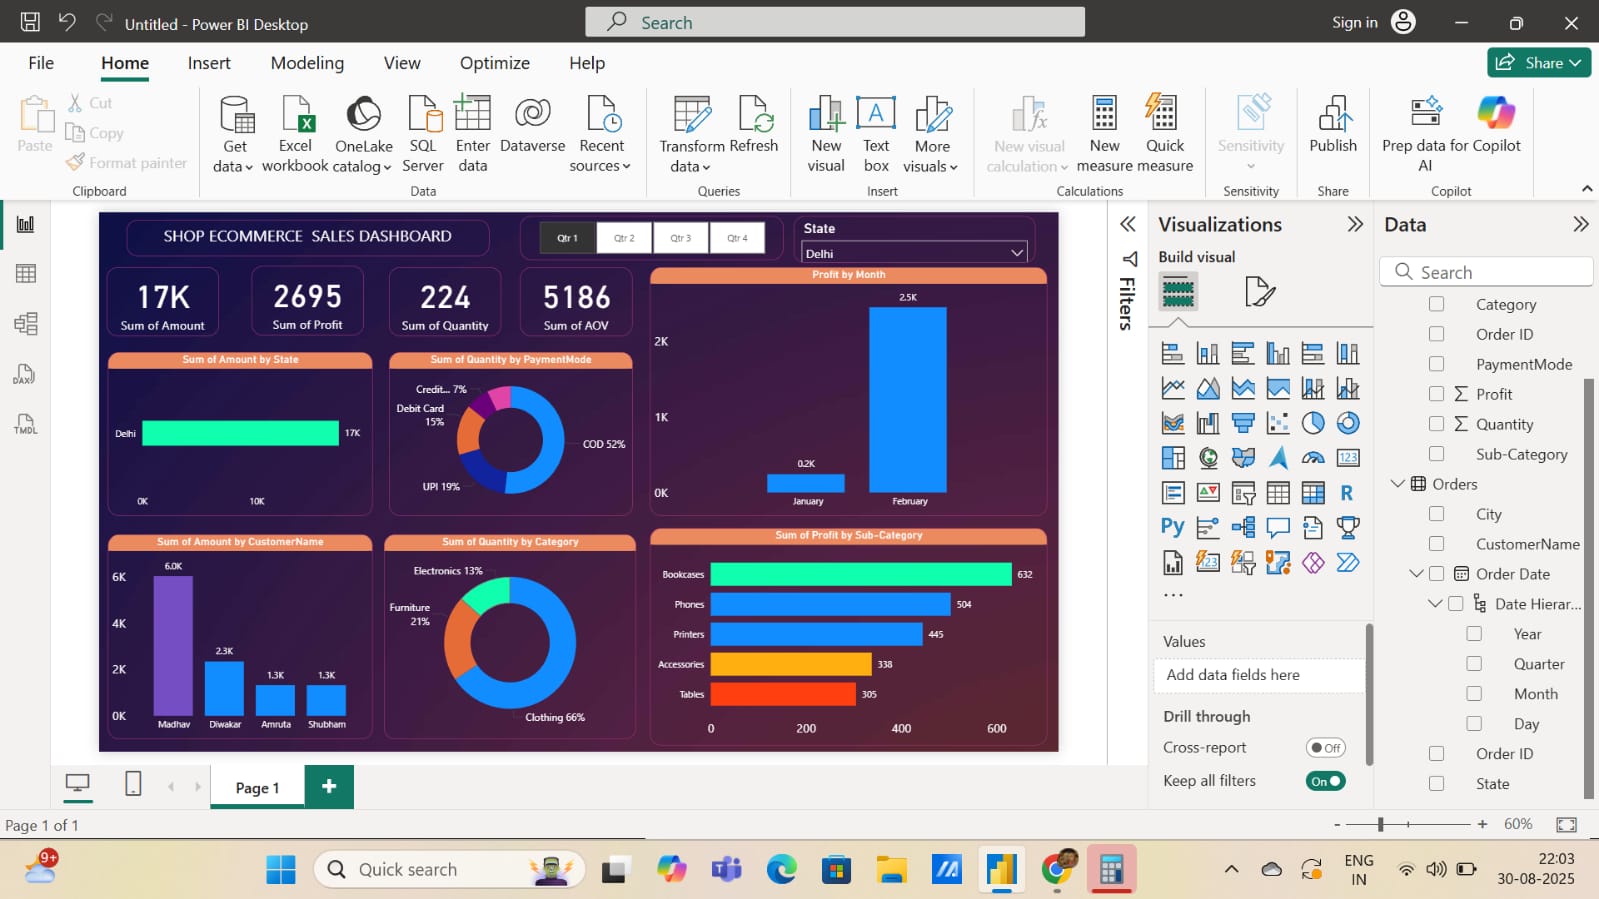 Untitled - Power BI Desktop
Search
Sign in
File
Home
Insert
Modeling
View
Optimize
Help
Share
Paste
Cut
Copy
Format painter
Clipboard
Get data
Excel workbook
OneLake catalog
SQL Server
Enter data
Dataverse
Recent sources
Data
Transform data
Refresh
Queries
New visual
Text box
More visuals
Insert
New visual calculation
New measure
Quick measure
Calculations
Sensitivity
Sensitivity
Publish
Share
Prep data for AI
Copilot
Copilot
DAX
TMDL
SHOP ECOMMERCE SALES DASHBOARD
Qtr 1
Qtr 2
Qtr 3
Qtr 4
State
Delhi
17K
Sum of Amount
2695
Sum of Profit
224
Sum of Quantity
5186
Sum of AOV
Profit by Month
2K
1K
0K
0.2K
2.5K
January
February
Sum of Amount by State
Delhi
17K
0K
10K
Sum of Quantity by PaymentMode
Credit... 7%
Debit Card
15%
UPI 19%
COD 52%
Sum of Amount by CustomerName
6K
4K
2K
0K
6.0K
2.3K
1.3K
1.3K
Madhav
Diwakar
Amruta
Shubham
Sum of Quantity by Category
Electronics 13%
Furniture
21%
Clothing 66%
Sum of Profit by Sub-Category
Bookcases
632
Phones
504
Printers
445
Accessories
338
Tables
305
0
200
400
600
Filters
Visualizations
Build visual
123
R
Py
123
...
Values
Add data fields here
Drill through
Cross-report
Off
Keep all filters
On
Data
Search
Category
Order ID
PaymentMode
Σ Profit
Σ Quantity
Sub-Category
Orders
City
CustomerName
Order Date
Date Hierar...
Year
Quarter
Month
Day
Order ID
State
Page 1
Page 1 of 1
- + 60%
9+
Quick search
ENG
IN
22:03
30-08-2025